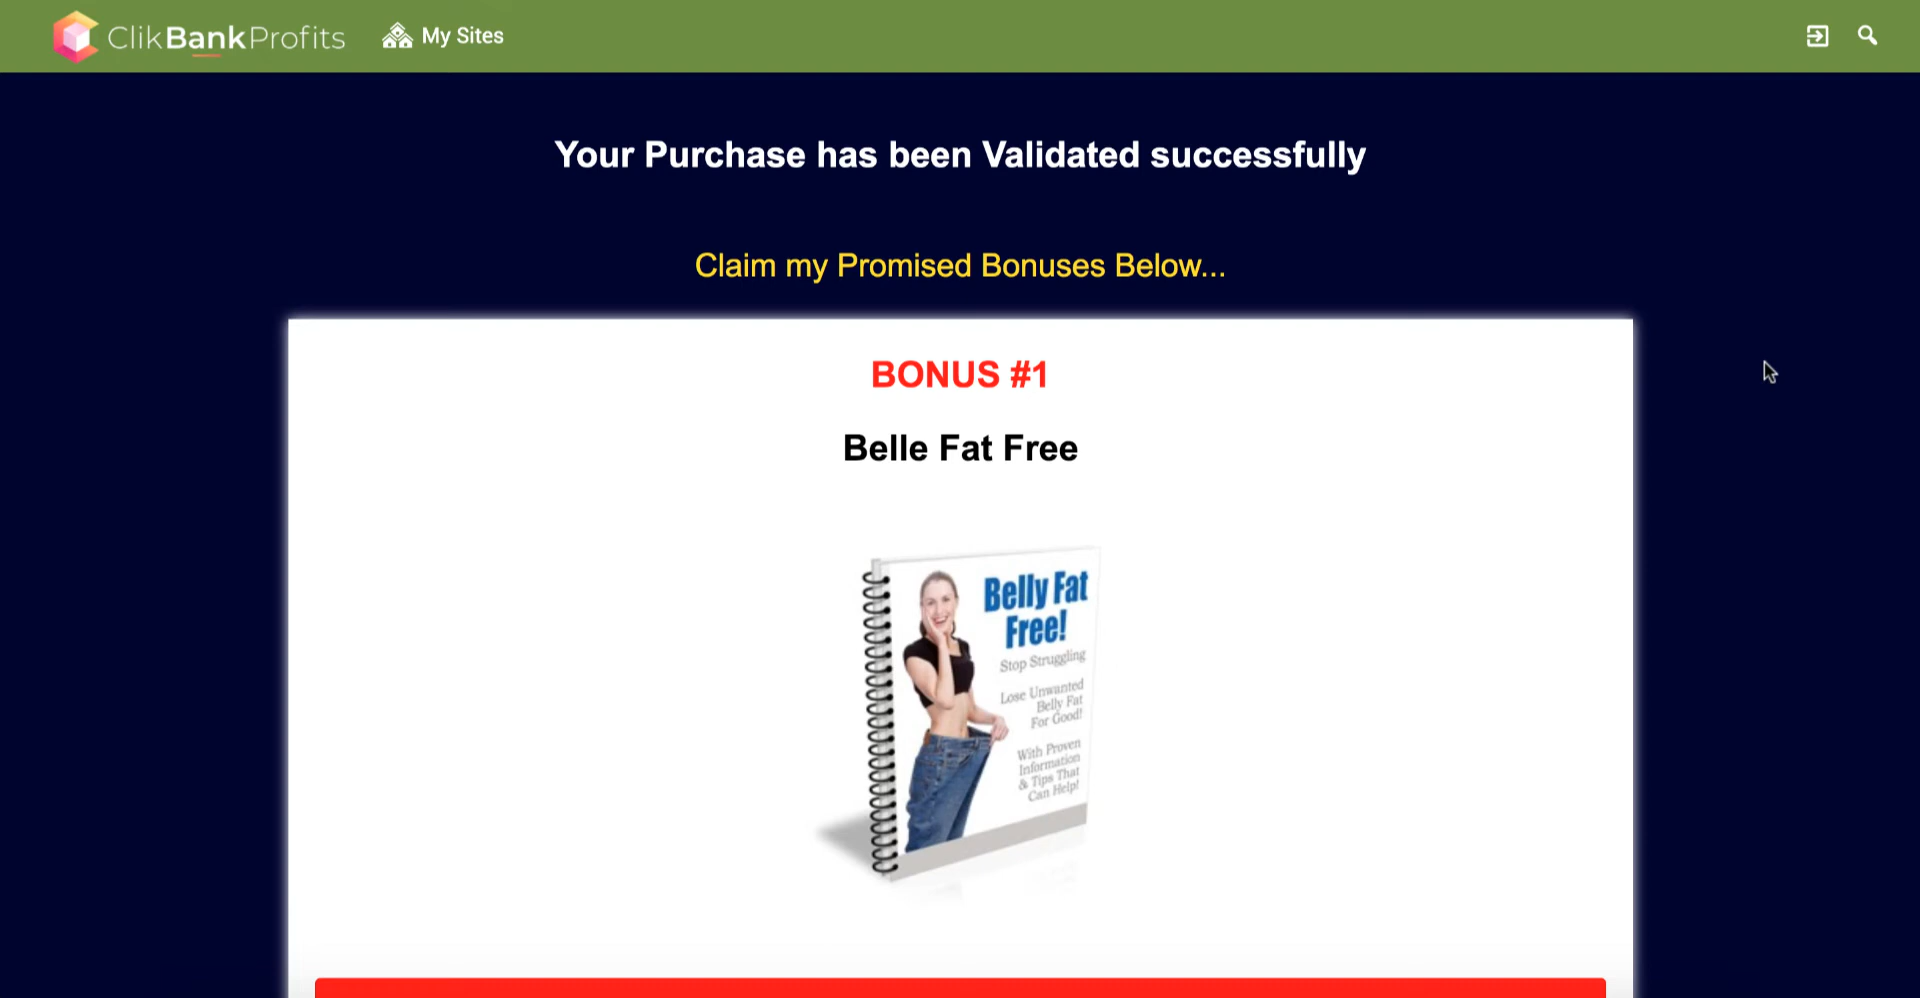 ClikBankProfits
My Sites
Your Purchase has been Validated successfully
Claim my Promised Bonuses Below...
BONUS #1
Belle Fat Free
Belly Fat
Free!
Stop Struggling
Lose Unwanted
Belly Fat
For Good!
With Proven
Information
& Tips That
Can Help!